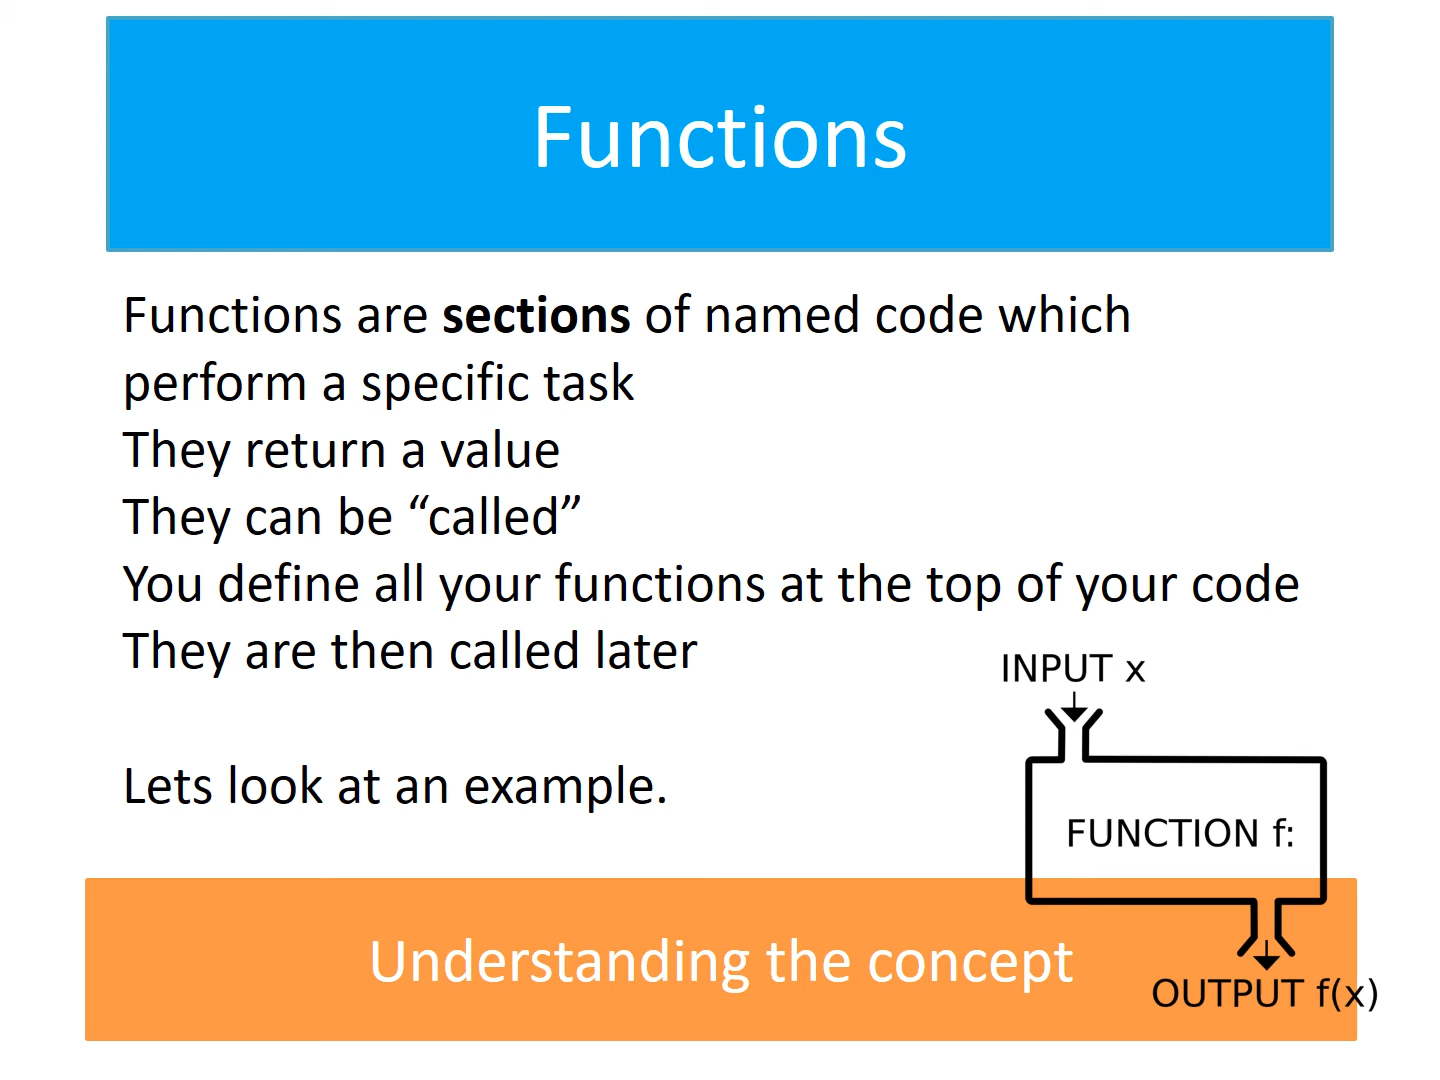 Functions
Functions are sections of named code which
perform a specific task
They return a value
They can be “called”
You define all your functions at the top of your code
They are then called later
Lets look at an example.
INPUT x
FUNCTION f:
Understanding the concept
OUTPUT f(x)